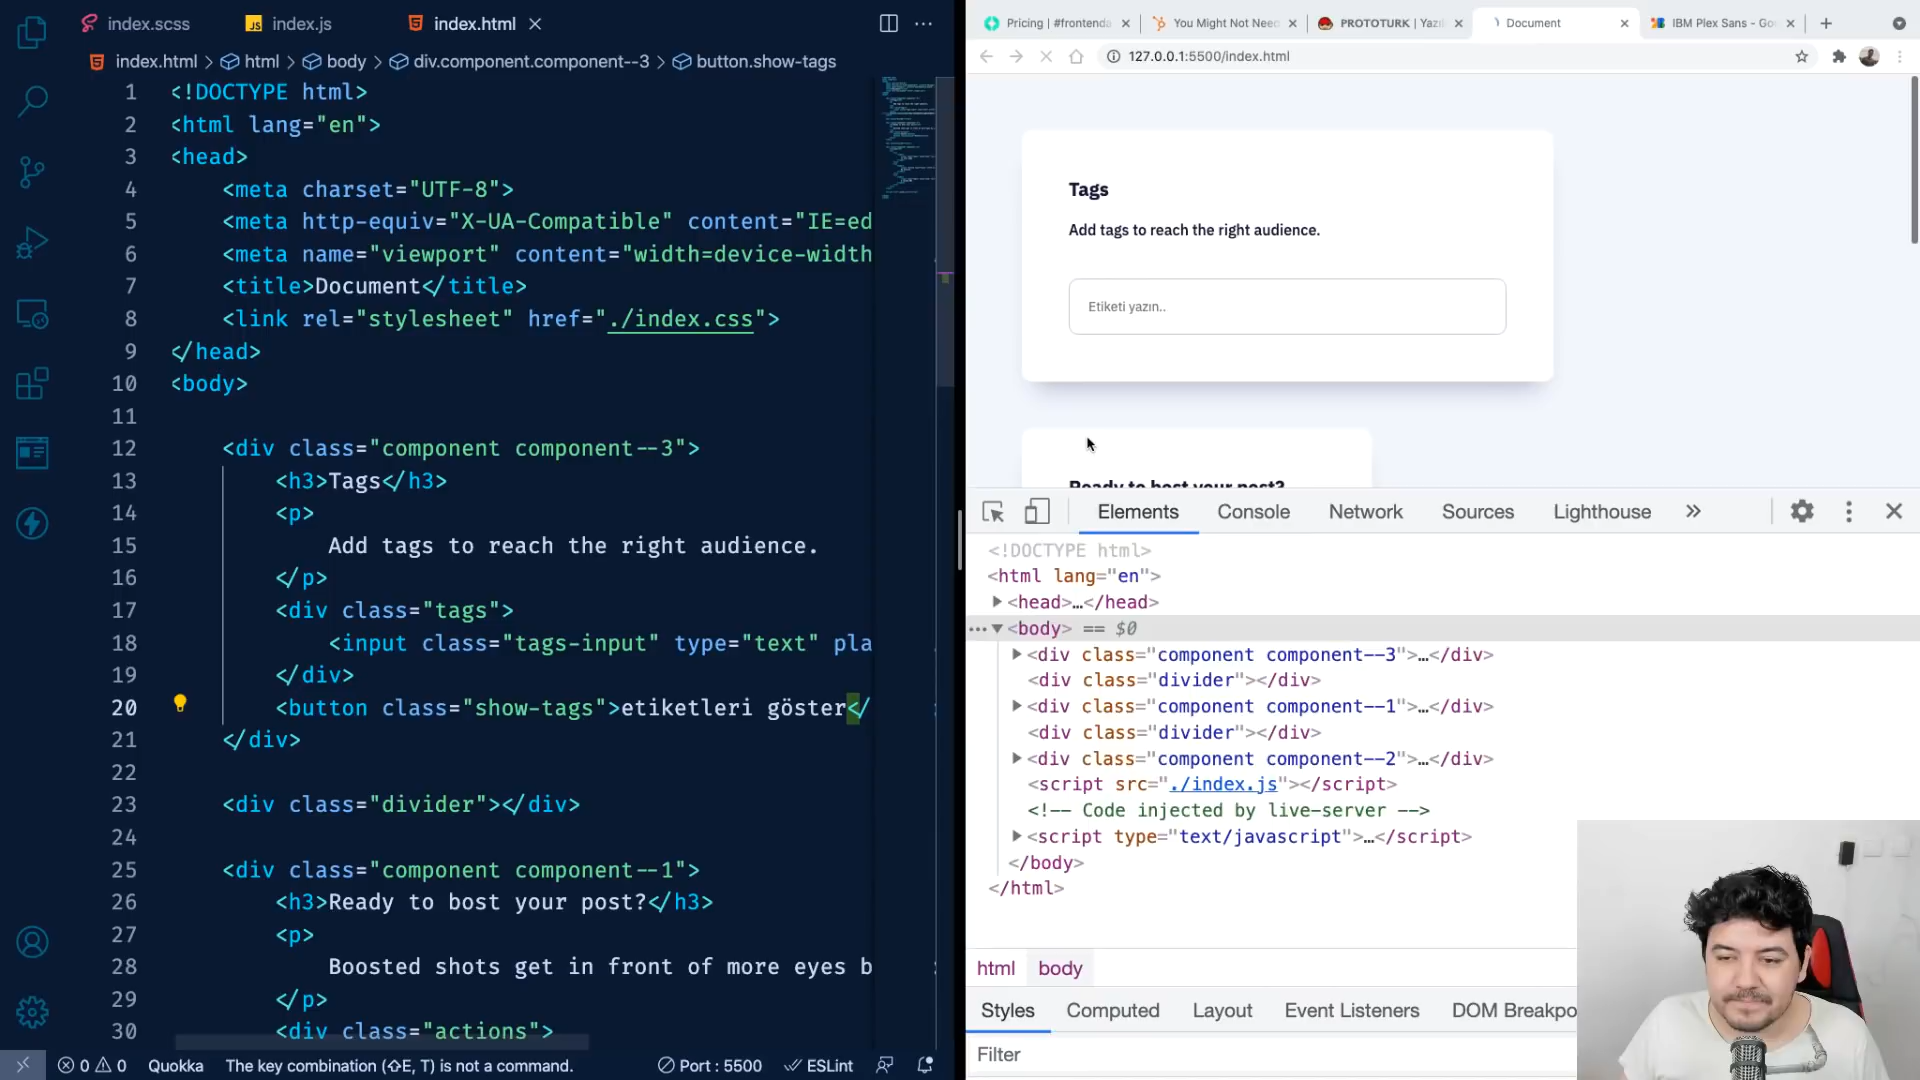 index.scss
index.js
index.html
index.html > html > body > div.component.component--3 > button.show-tags
1 <!DOCTYPE html>
2 <html lang="en">
3 <head>
4 <meta charset="UTF-8">
5 <meta http-equiv="X-UA-Compatible" content="IE=ed
6 <meta name="viewport" content="width=device-width
7 <title>Document</title>
8 <link rel="stylesheet" href="./index.css">
9 </head>
10 <body>
11
12 <div class="component component--3">
13 <h3>Tags</h3>
14 <p>
15 Add tags to reach the right audience.
16 </p>
17 <div class="tags">
18 <input class="tags-input" type="text" pla
19 </div>
20 <button class="show-tags">etiketleri göster</
21 </div>
22
23 <div class="divider"></div>
24
25 <div class="component component--1">
26 <h3>Ready to bost your post?</h3>
27 <p>
28 Boosted shots get in front of more eyes b
29 </p>
30 <div class="actions">
0 0 Quokka The key combination (⇧E, T) is not a command. Port : 5500 ESLint
Pricing | #frontenda
You Might Not Need
PROTOTURK | Yazıl
Document
IBM Plex Sans - Goo
127.0.0.1:5500/index.html
Tags
Add tags to reach the right audience.
Etiketi yazın..
Ready to bost your post?
Elements Console Network Sources Lighthouse
<!DOCTYPE html>
<html lang="en">
<head>…</head>
<body> == $0
<div class="component component--3">…</div>
<div class="divider"></div>
<div class="component component--1">…</div>
<div class="divider"></div>
<div class="component component--2">…</div>
<script src="./index.js"></script>
<!-- Code injected by live-server -->
<script type="text/javascript">…</script>
</body>
</html>
html body
Styles Computed Layout Event Listeners DOM Breakpo
Filter